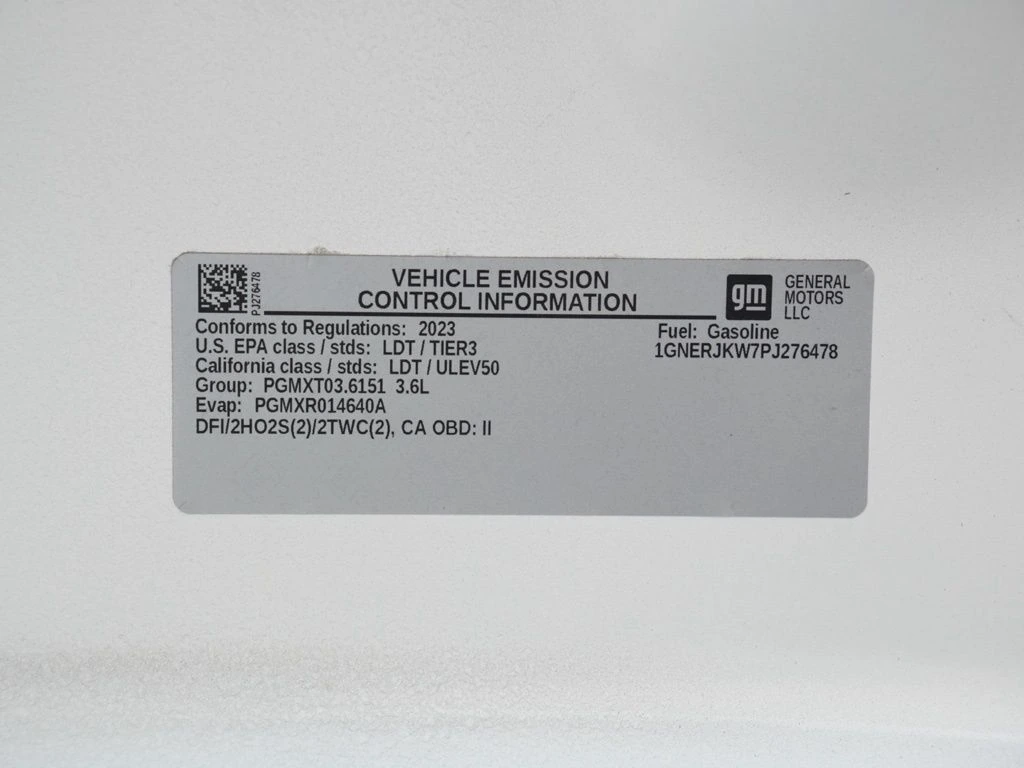 PJ276478
VEHICLE EMISSION
CONTROL INFORMATION
gm
GENERAL
MOTORS
LLC
Conforms to Regulations: 2023
U.S. EPA class / stds: LDT / TIER3
California class / stds: LDT / ULEV50
Group: PGMXT03.6151 3.6L
Evap: PGMXR014640A
DFI/2HO2S(2)/2TWC(2), CA OBD: II
Fuel: Gasoline
1GNERJKW7PJ276478